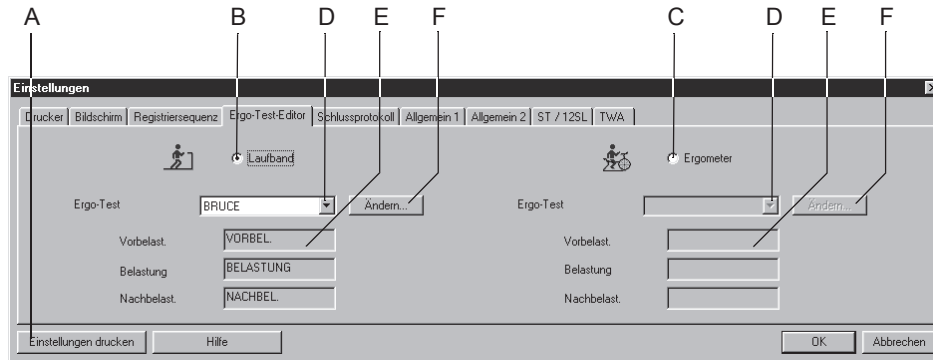 A B D E F C D E F
Einstellungen
Drucker Bildschirm Registriersequenz Ergo-Test-Editor Schlussprotokoll Allgemein 1 Allgemein 2 ST / 12SL TWA
Laufband Ergometer
Ergo-Test BRUCE Ändern... Ergo-Test Ändern...
Vorbelast. VORBEL. Vorbelast.
Belastung BELASTUNG Belastung
Nachbelast. NACHBEL. Nachbelast.
Einstellungen drucken Hilfe OK Abbrechen